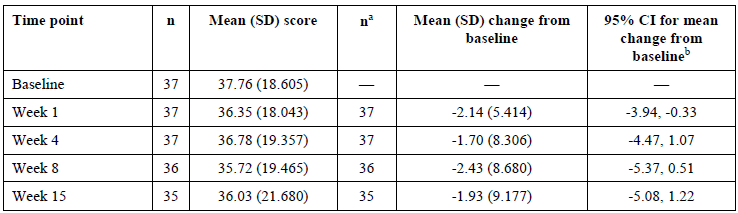 Time point n Mean (SD) score nᵃ Mean (SD) change from baseline 95% CI for mean change from baselineᵇ
Baseline 37 37.76 (18.605) — — —
Week 1 37 36.35 (18.043) 37 -2.14 (5.414) -3.94, -0.33
Week 4 37 36.78 (19.357) 37 -1.70 (8.306) -4.47, 1.07
Week 8 36 35.72 (19.465) 36 -2.43 (8.680) -5.37, 0.51
Week 15 35 36.03 (21.680) 35 -1.93 (9.177) -5.08, 1.22